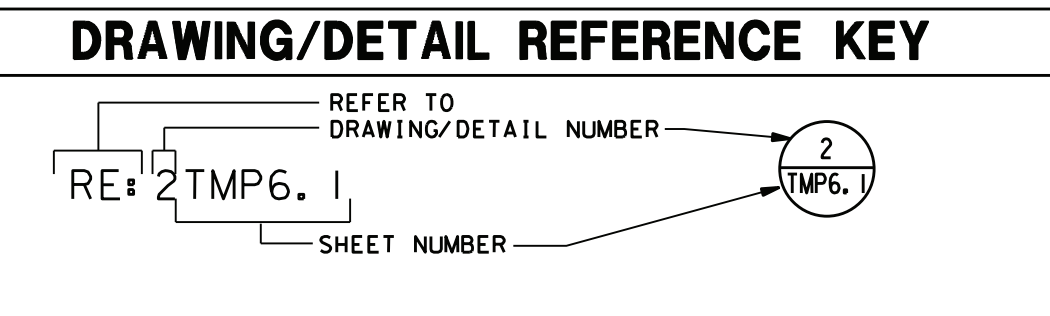 DRAWING/DETAIL REFERENCE KEY
REFER TO
DRAWING/DETAIL NUMBER
2
RE: 2TMP6. 1
TMP6. 1
SHEET NUMBER